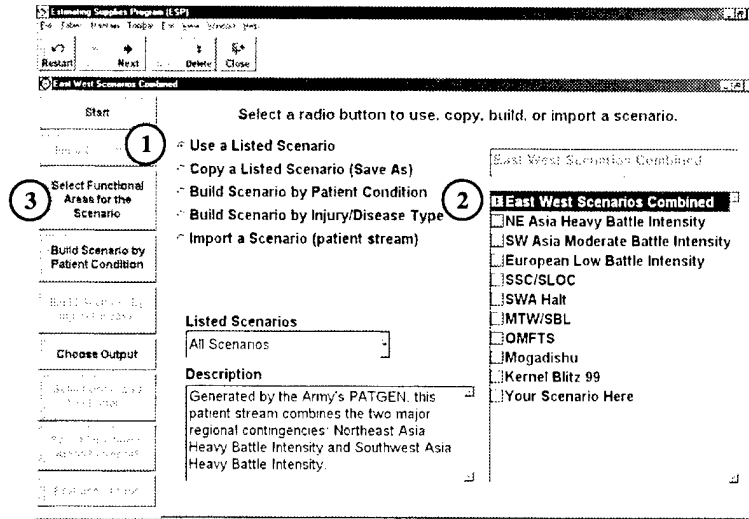 Estimating Supplies Program (ESP)
Restart Next Delete Close
East West Scenarios Combined
Start
Select a radio button to use, copy, build, or import a scenario.
1
Use a Listed Scenario
Copy a Listed Scenario (Save As)
Build Scenario by Patient Condition
Build Scenario by Injury/Disease Type
Import a Scenario (patient stream)
East West Scenarios Combined
2
East West Scenarios Combined
NE Asia Heavy Battle Intensity
SW Asia Moderate Battle Intensity
European Low Battle Intensity
SSC/SLOC
SWA Halt
MTW/SBL
OMFTS
Mogadishu
Kernel Blitz 99
Your Scenario Here
3
Select Functional
Areas for the
Scenario
Build Scenario by
Patient Condition
Choose Output
Listed Scenarios
All Scenarios
Description
Generated by the Army's PATGEN, this
patient stream combines the two major
regional contingencies: Northeast Asia
Heavy Battle Intensity and Southwest Asia
Heavy Battle Intensity.